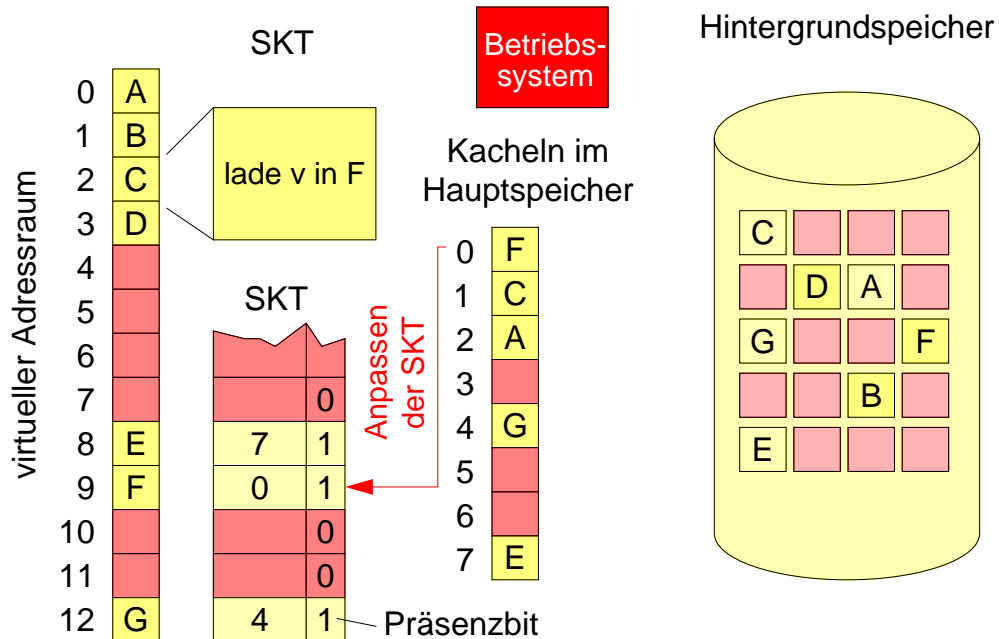 SKT
Betriebs-
system
Hintergrundspeicher
virtueller Adressraum
0 A
1 B
2 C
3 D
4
5
6
7
8 E
9 F
10
11
12 G
lade v in F
SKT
0
7 1
0 1
0
0
4 1
Präsenzbit
Anpassen
der SKT
Kacheln im
Hauptspeicher
0 F
1 C
2 A
3
4 G
5
6
7 E
C
D A
G F
B
E